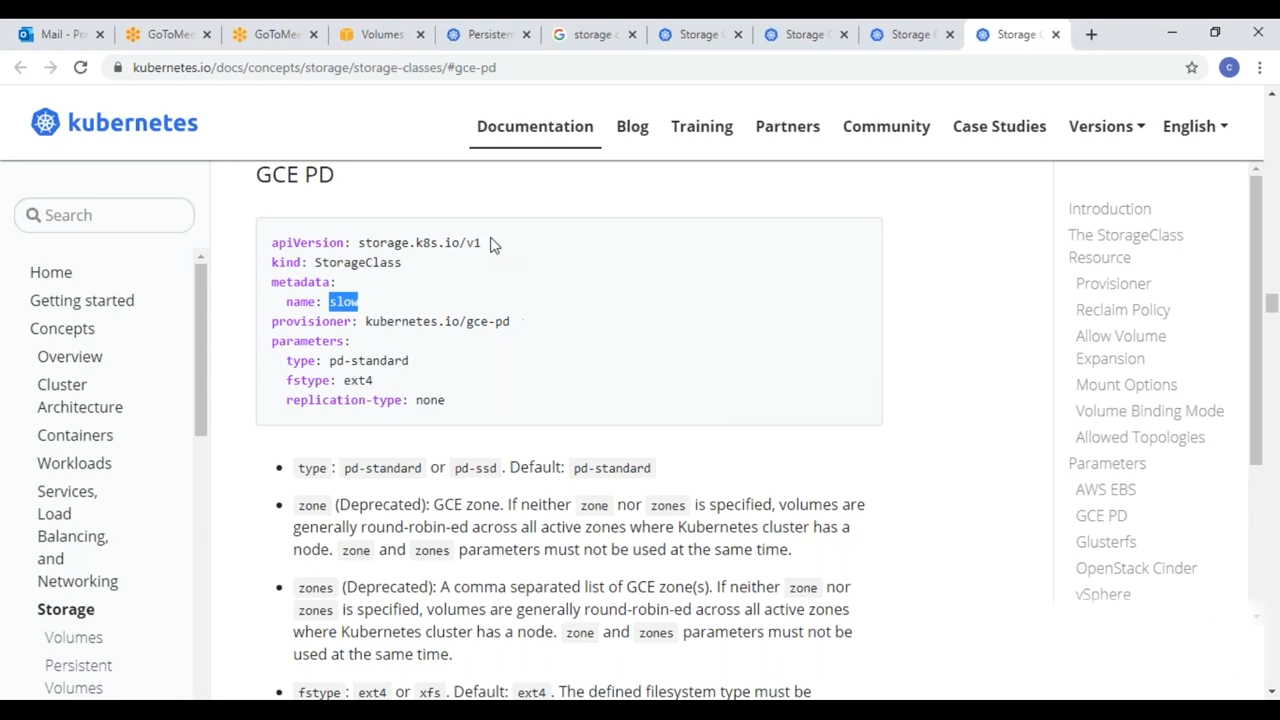 Mail - Pra
GoToMee
GoToMee
Volumes
Persisten
storage c
Storage C
Storage C
Storage C
Storage C
kubernetes.io/docs/concepts/storage/storage-classes/#gce-pd
C
kubernetes
Documentation
Blog
Training
Partners
Community
Case Studies
Versions
English
Search
Home
Getting started
Concepts
Overview
Cluster
Architecture
Containers
Workloads
Services,
Load
Balancing,
and
Networking
Storage
Volumes
Persistent
Volumes
GCE PD
apiVersion: storage.k8s.io/v1
kind: StorageClass
metadata:
name: slow
provisioner: kubernetes.io/gce-pd
parameters:
type: pd-standard
fstype: ext4
replication-type: none
type : pd-standard or pd-ssd . Default: pd-standard
zone (Deprecated): GCE zone. If neither zone nor zones is specified, volumes are
generally round-robin-ed across all active zones where Kubernetes cluster has a
node. zone and zones parameters must not be used at the same time.
zones (Deprecated): A comma separated list of GCE zone(s). If neither zone nor
zones is specified, volumes are generally round-robin-ed across all active zones
where Kubernetes cluster has a node. zone and zones parameters must not be
used at the same time.
fstype : ext4 or xfs . Default: ext4 . The defined filesystem type must be
Introduction
The StorageClass
Resource
Provisioner
Reclaim Policy
Allow Volume
Expansion
Mount Options
Volume Binding Mode
Allowed Topologies
Parameters
AWS EBS
GCE PD
Glusterfs
OpenStack Cinder
vSphere